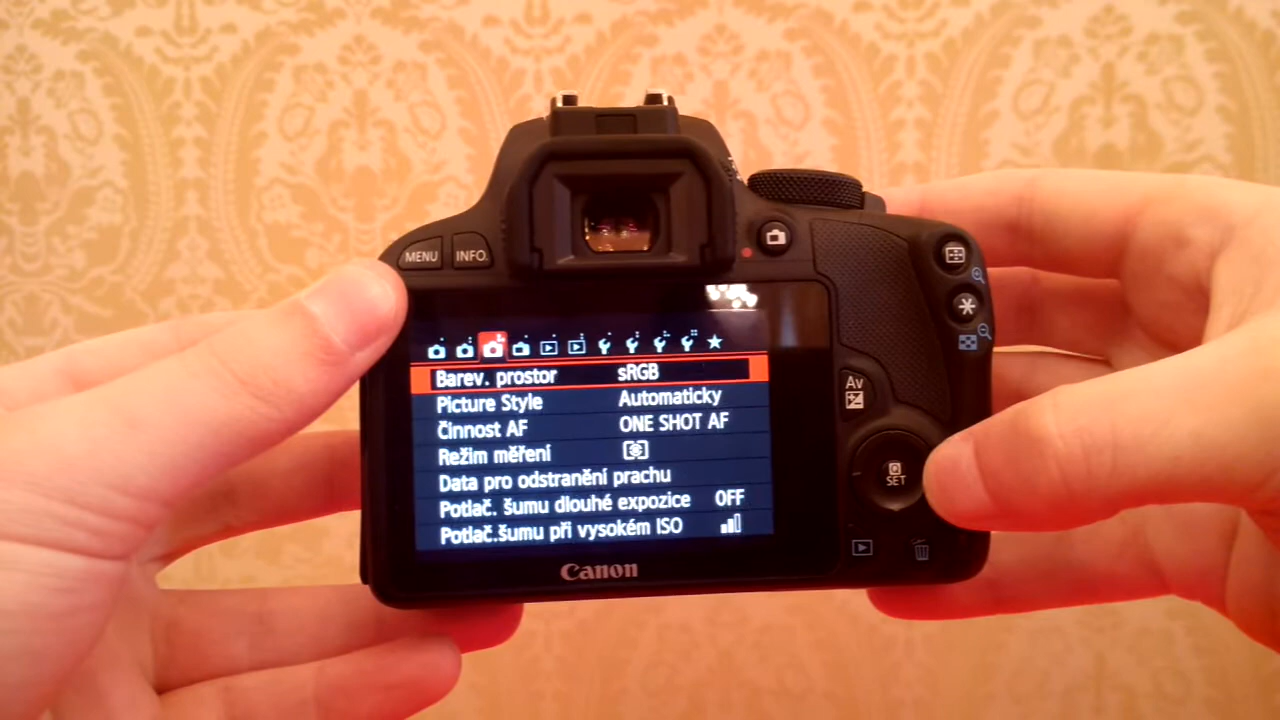 MENU INFO.
Barev. prostor sRGB
Picture Style Automaticky
Činnost AF ONE SHOT AF
Režim měření
Data pro odstranění prachu
Potlač. šumu dlouhé expozice OFF
Potlač.šumu při vysokém ISO
Av
Q
SET
Canon